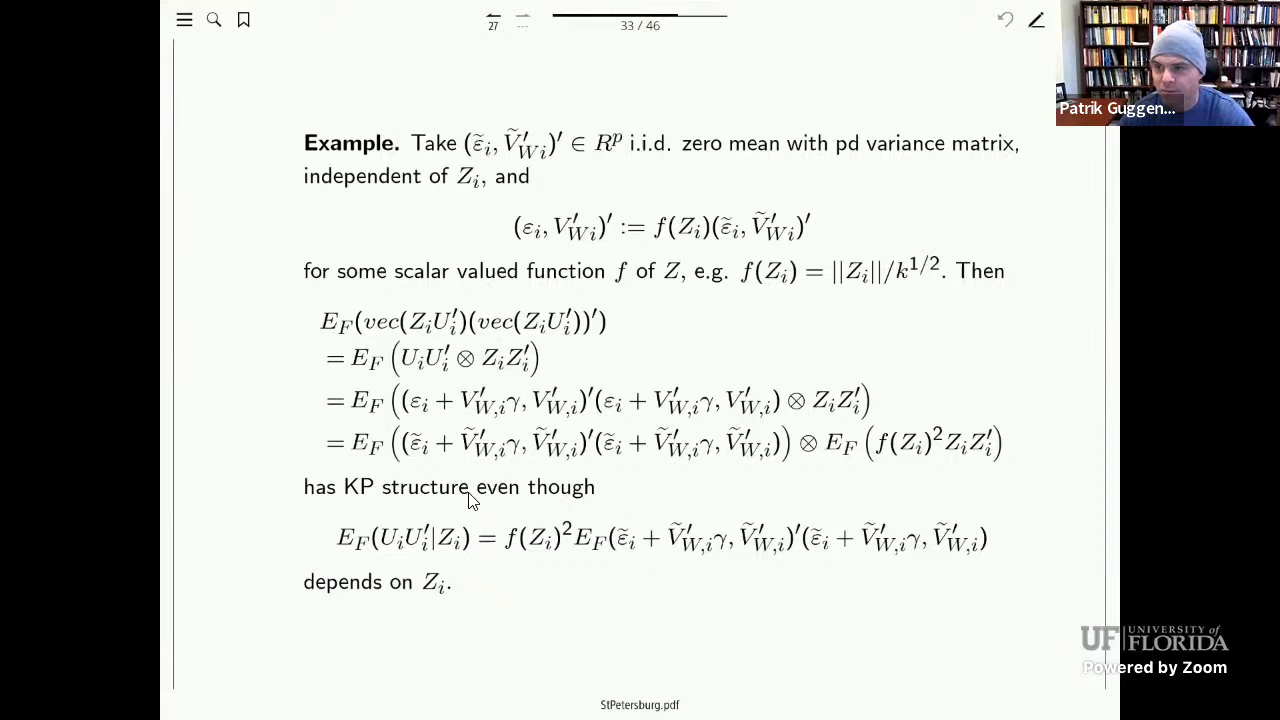 27
33 / 46
Patrik Guggen...
Example. Take (ε̃ᵢ, Ṽ′_{W i})′ ∈ Rᵖ i.i.d. zero mean with pd variance matrix,
independent of Zᵢ, and
(εᵢ, V′_{W i})′ := f(Zᵢ)(ε̃ᵢ, Ṽ′_{W i})′
for some scalar valued function f of Z, e.g. f(Zᵢ) = ||Zᵢ||/k^{1/2}. Then
E_F(vec(ZᵢU′ᵢ)(vec(ZᵢU′ᵢ))′)
= E_F (UᵢU′ᵢ ⊗ ZᵢZ′ᵢ)
= E_F ((εᵢ + V′_{W,i}γ, V′_{W,i})′(εᵢ + V′_{W,i}γ, V′_{W,i}) ⊗ ZᵢZ′ᵢ)
= E_F ((ε̃ᵢ + Ṽ′_{W,i}γ, Ṽ′_{W,i})′(ε̃ᵢ + Ṽ′_{W,i}γ, Ṽ′_{W,i})) ⊗ E_F (f(Zᵢ)²ZᵢZ′ᵢ)
has KP structure even though
E_F(UᵢU′ᵢ|Zᵢ) = f(Zᵢ)²E_F(ε̃ᵢ + Ṽ′_{W,i}γ, Ṽ′_{W,i})′(ε̃ᵢ + Ṽ′_{W,i}γ, Ṽ′_{W,i})
depends on Zᵢ.
UF UNIVERSITY of FLORIDA
Powered by Zoom
StPetersburg.pdf